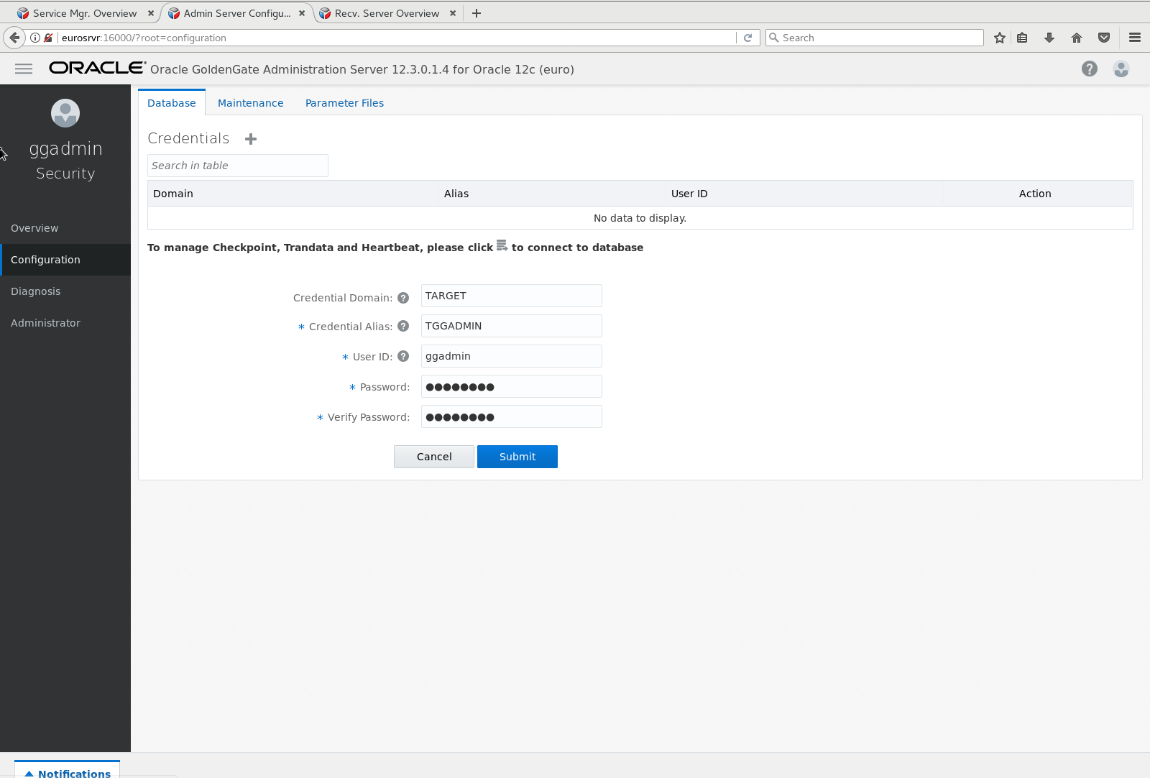 Service Mgr. Overview × Admin Server Configu... × Recv. Server Overview × +
eurosrvr:16000/?root=configuration Search
ORACLE Oracle GoldenGate Administration Server 12.3.0.1.4 for Oracle 12c (euro) ?
ggadmin
Security
Overview
Configuration
Diagnosis
Administrator
Database Maintenance Parameter Files
Credentials +
Search in table
Domain Alias User ID Action
No data to display.
To manage Checkpoint, Trandata and Heartbeat, please click to connect to database
Credential Domain: ? TARGET
* Credential Alias: ? TGGADMIN
* User ID: ? ggadmin
* Password: ●●●●●●●●
* Verify Password: ●●●●●●●●
Cancel Submit
Notifications